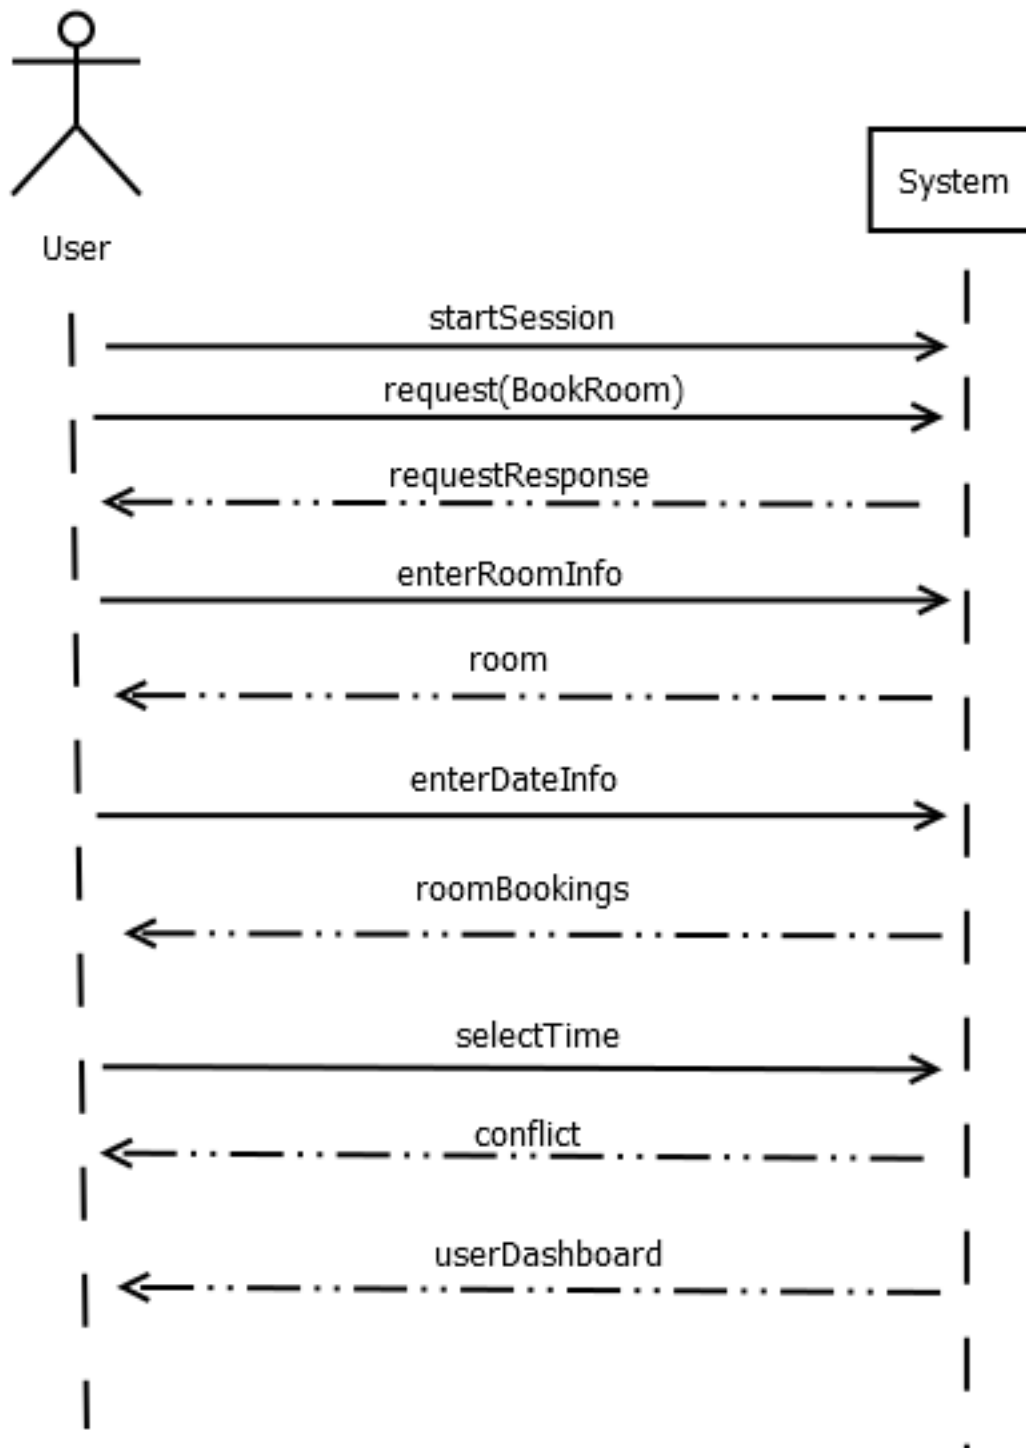 User
System
startSession
request(BookRoom)
requestResponse
enterRoomInfo
room
enterDateInfo
roomBookings
selectTime
conflict
userDashboard